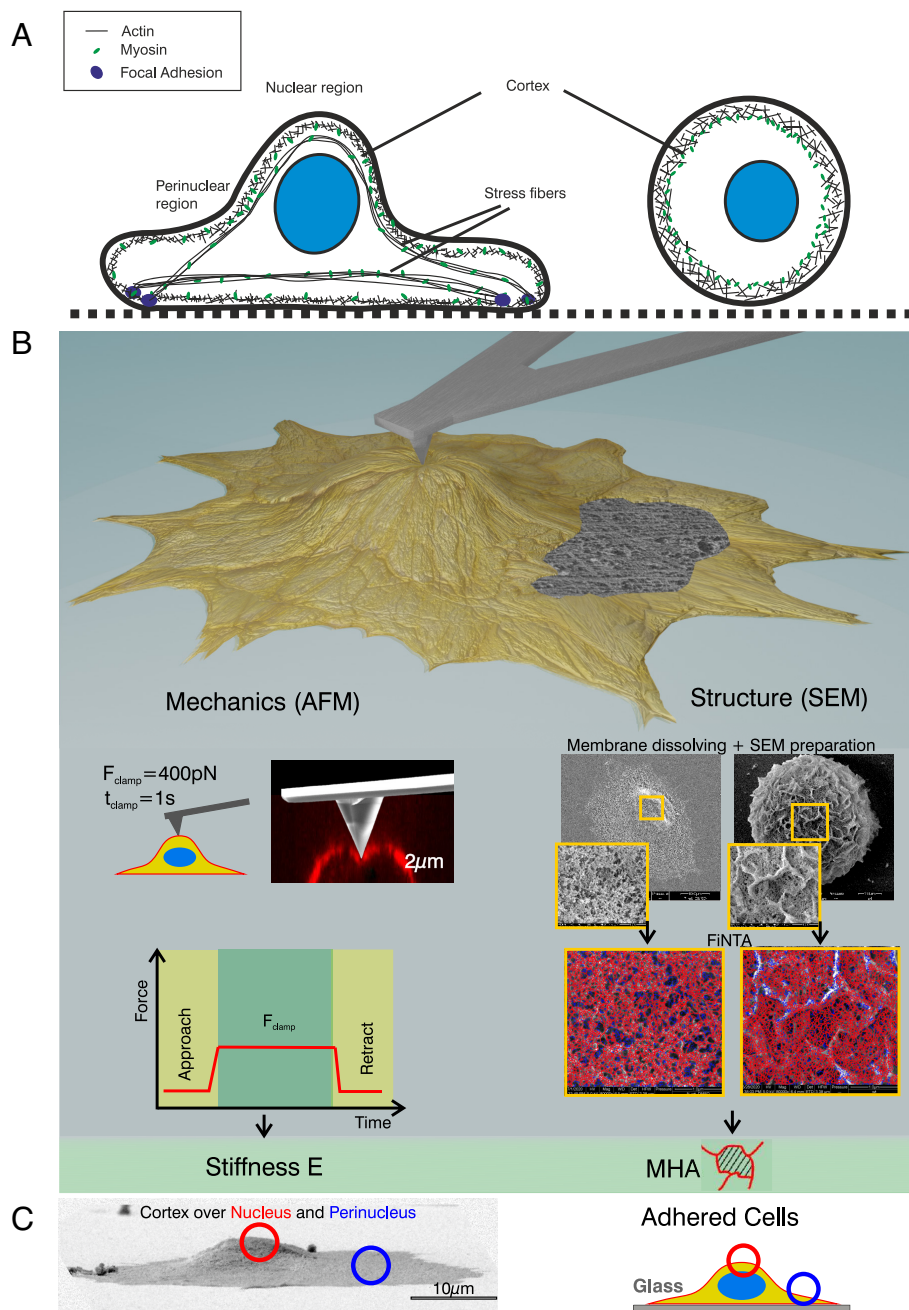 A
Actin
Myosin
Focal Adhesion
Nuclear region
Cortex
Perinuclear
region
Stress fibers
B
Mechanics (AFM)
Structure (SEM)
Membrane dissolving + SEM preparation
Fclamp=400pN
tclamp=1s
2μm
FiNTA
Force
Approach
Fclamp
Retract
Time
Stiffness E
MHA
C
Cortex over Nucleus and Perinucleus
10μm
Adhered Cells
Glass